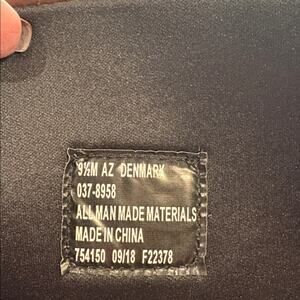 9½M AZ DENMARK
037-8958
ALL MAN MADE MATERIALS
MADE IN CHINA
754150 09/18 F22378